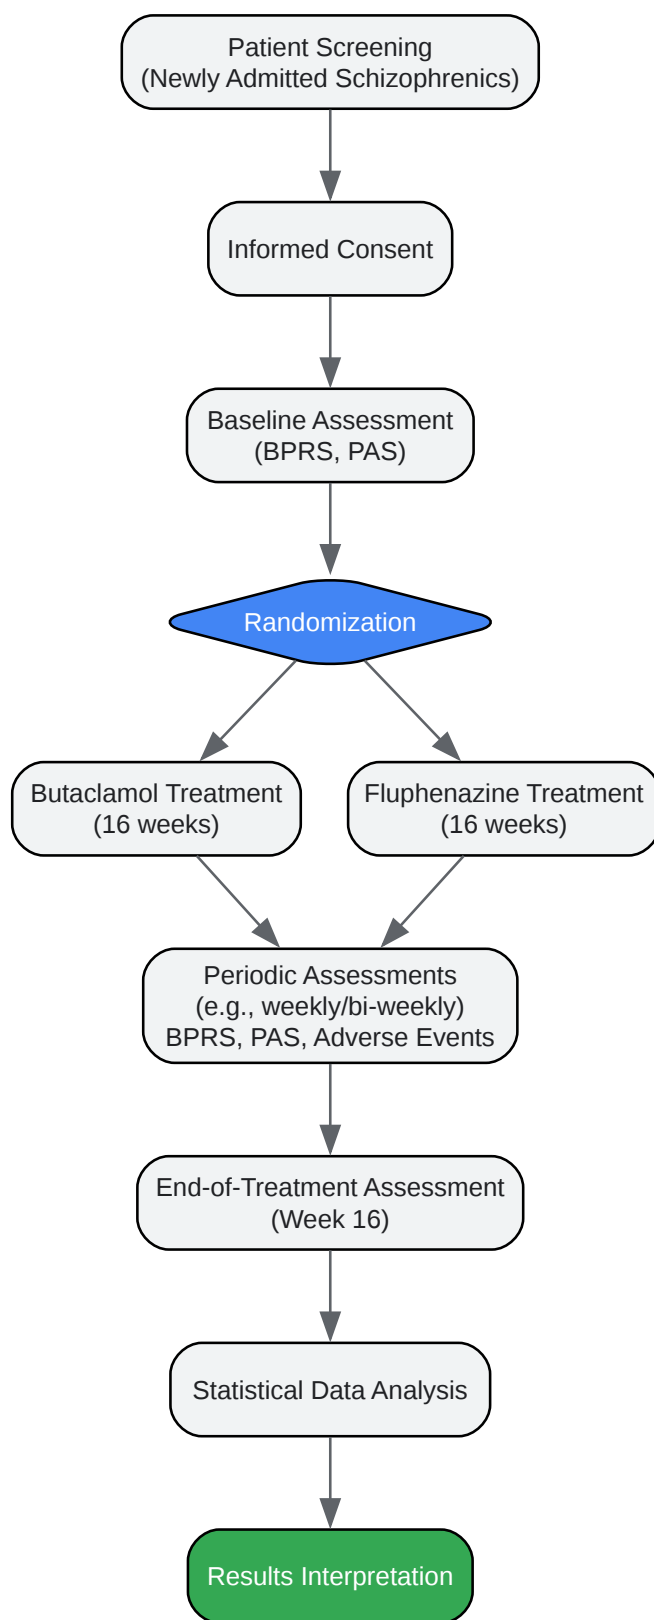 Patient Screening
(Newly Admitted Schizophrenics)
Informed Consent
Baseline Assessment
(BPRS, PAS)
Randomization
Butaclamol Treatment
(16 weeks)
Fluphenazine Treatment
(16 weeks)
Periodic Assessments
(e.g., weekly/bi-weekly)
BPRS, PAS, Adverse Events
End-of-Treatment Assessment
(Week 16)
Statistical Data Analysis
Results Interpretation